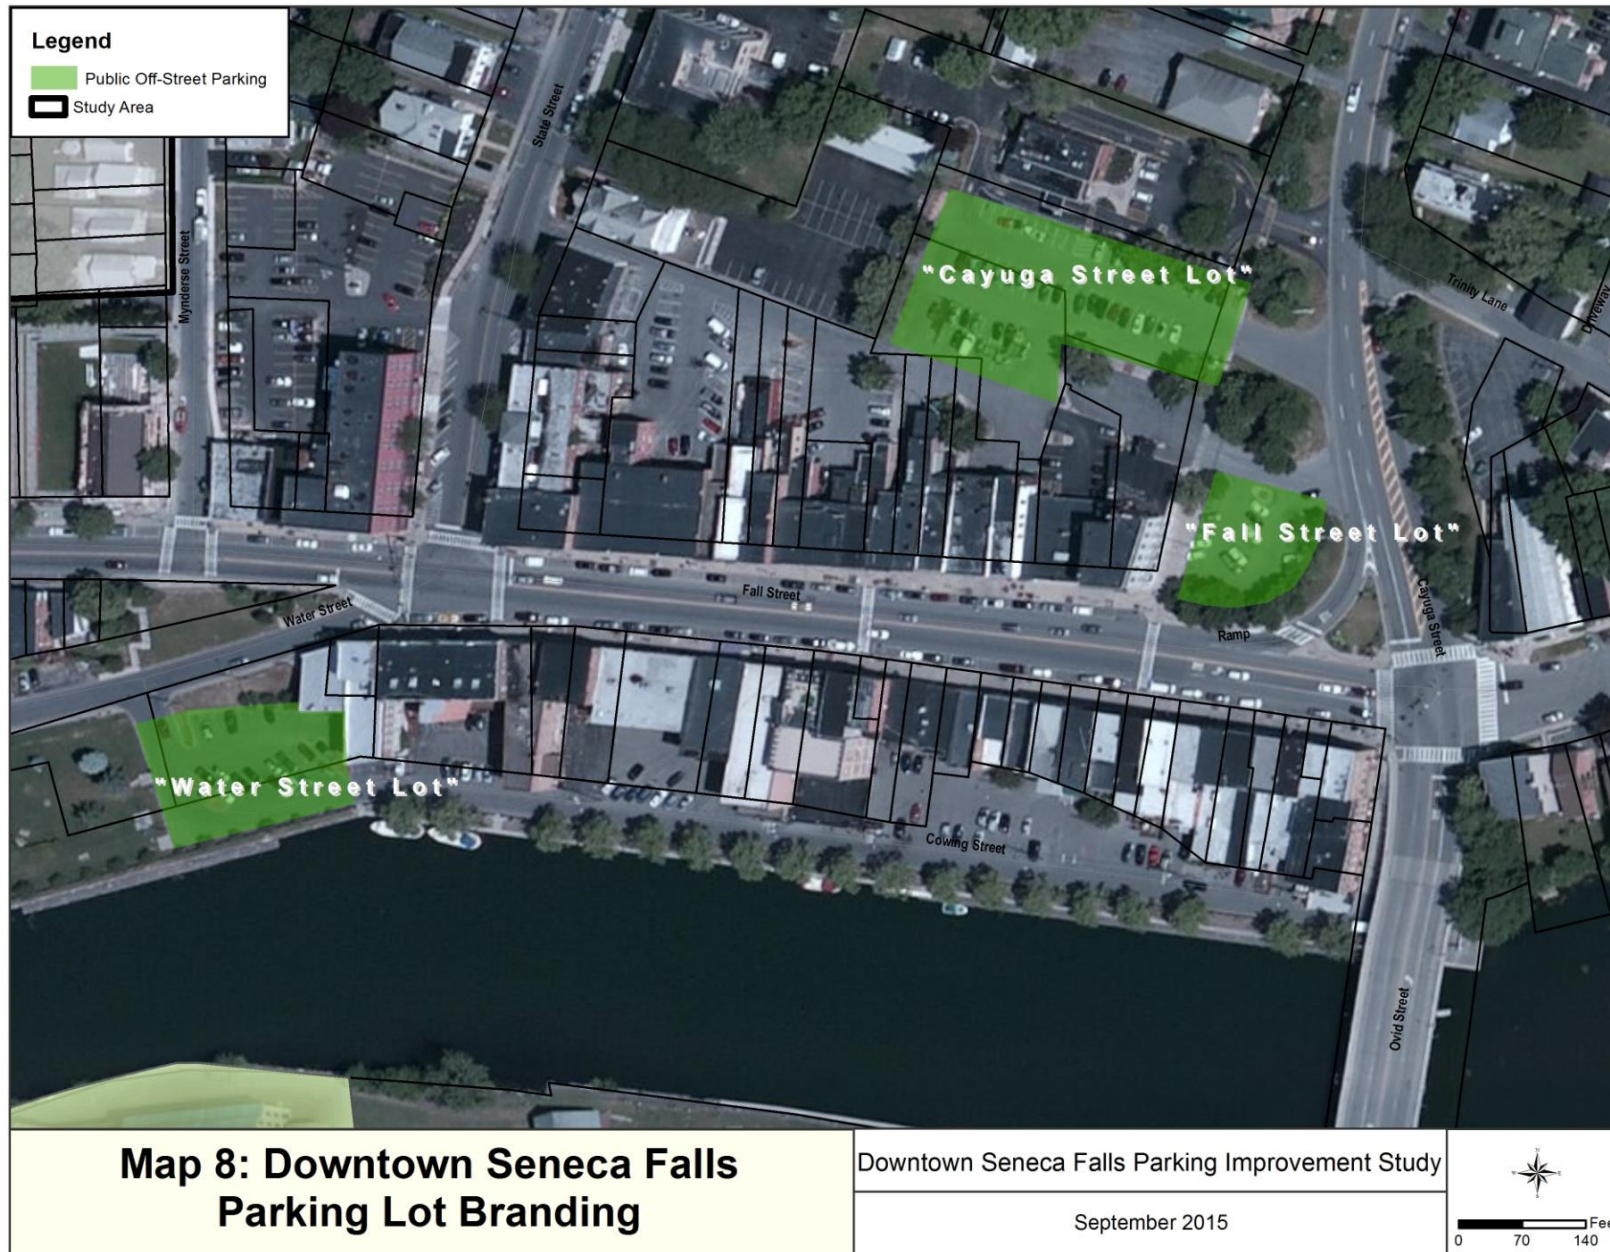 Legend
Public Off-Street Parking
Study Area
State Street
Mynderse Street
"Cayuga Street Lot"
Trinity Lane
Driveway
"Fall Street Lot"
Fall Street
Water Street
Ramp
Cayuga Street
"Water Street Lot"
Cowing Street
Ovid Street
Map 8: Downtown Seneca Falls
Parking Lot Branding
Downtown Seneca Falls Parking Improvement Study
September 2015
N
Fee
0 70 140